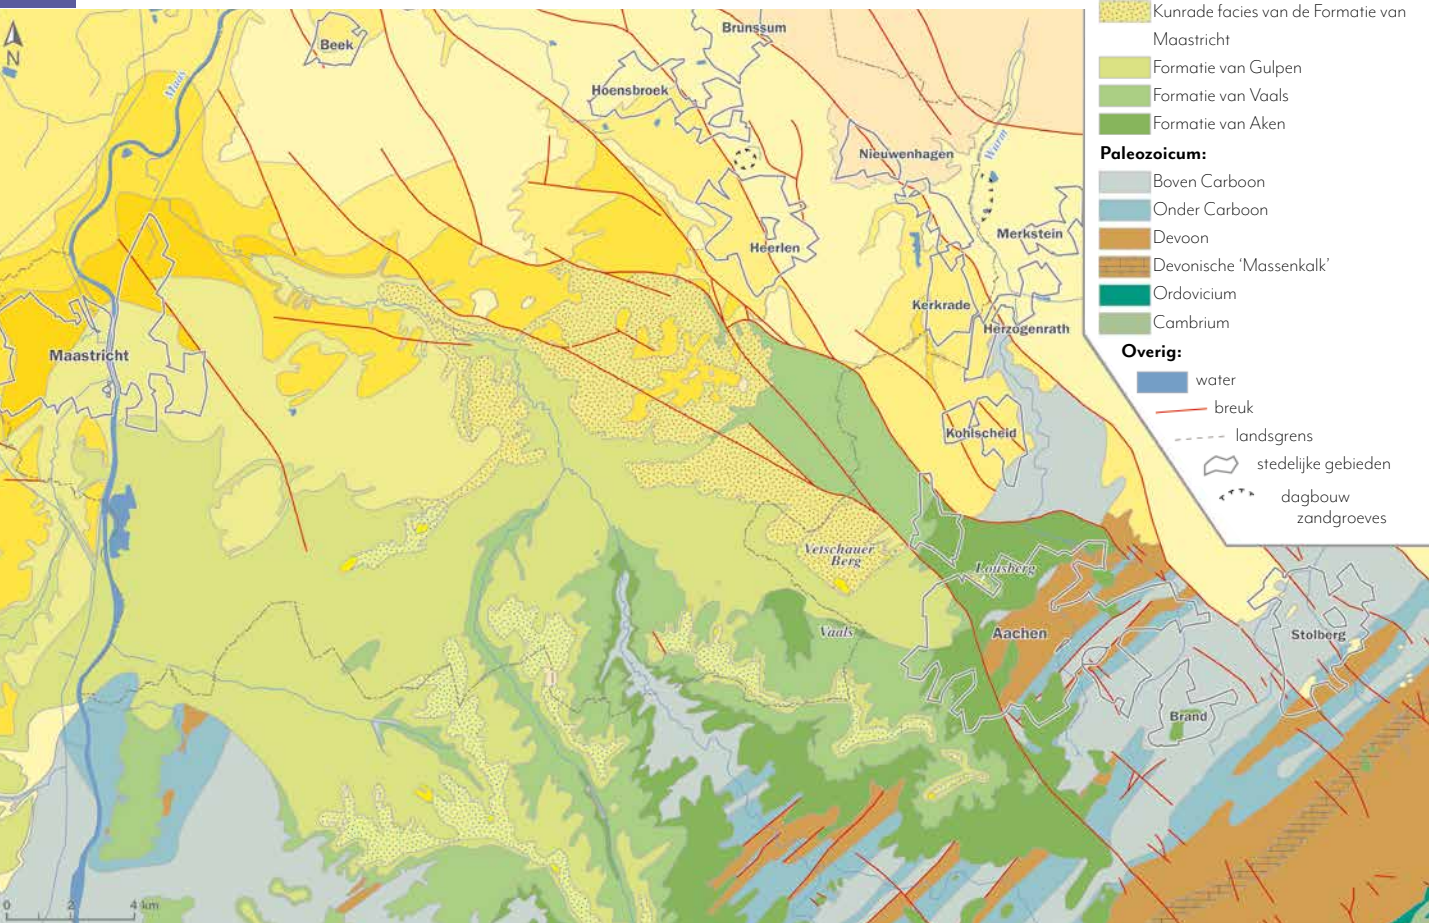 Kunrade facies van de Formatie van
Maastricht
Formatie van Gulpen
Formatie van Vaals
Formatie van Aken
Paleozoicum:
Boven Carboon
Onder Carboon
Devoon
Devonische ‘Massenkalk’
Ordovicium
Cambrium
Overig:
water
breuk
landsgrens
stedelijke gebieden
dagbouw
zandgroeves
N
Maas
Beek
Brunssum
Hoensbroek
Nieuwenhagen
Wurm
Merkstein
Heerlen
Kerkrade
Herzogenrath
Maastricht
Kohlscheid
Vetschauer
Berg
Lousberg
Vaals
Aachen
Stolberg
Brand
0 2 4 km